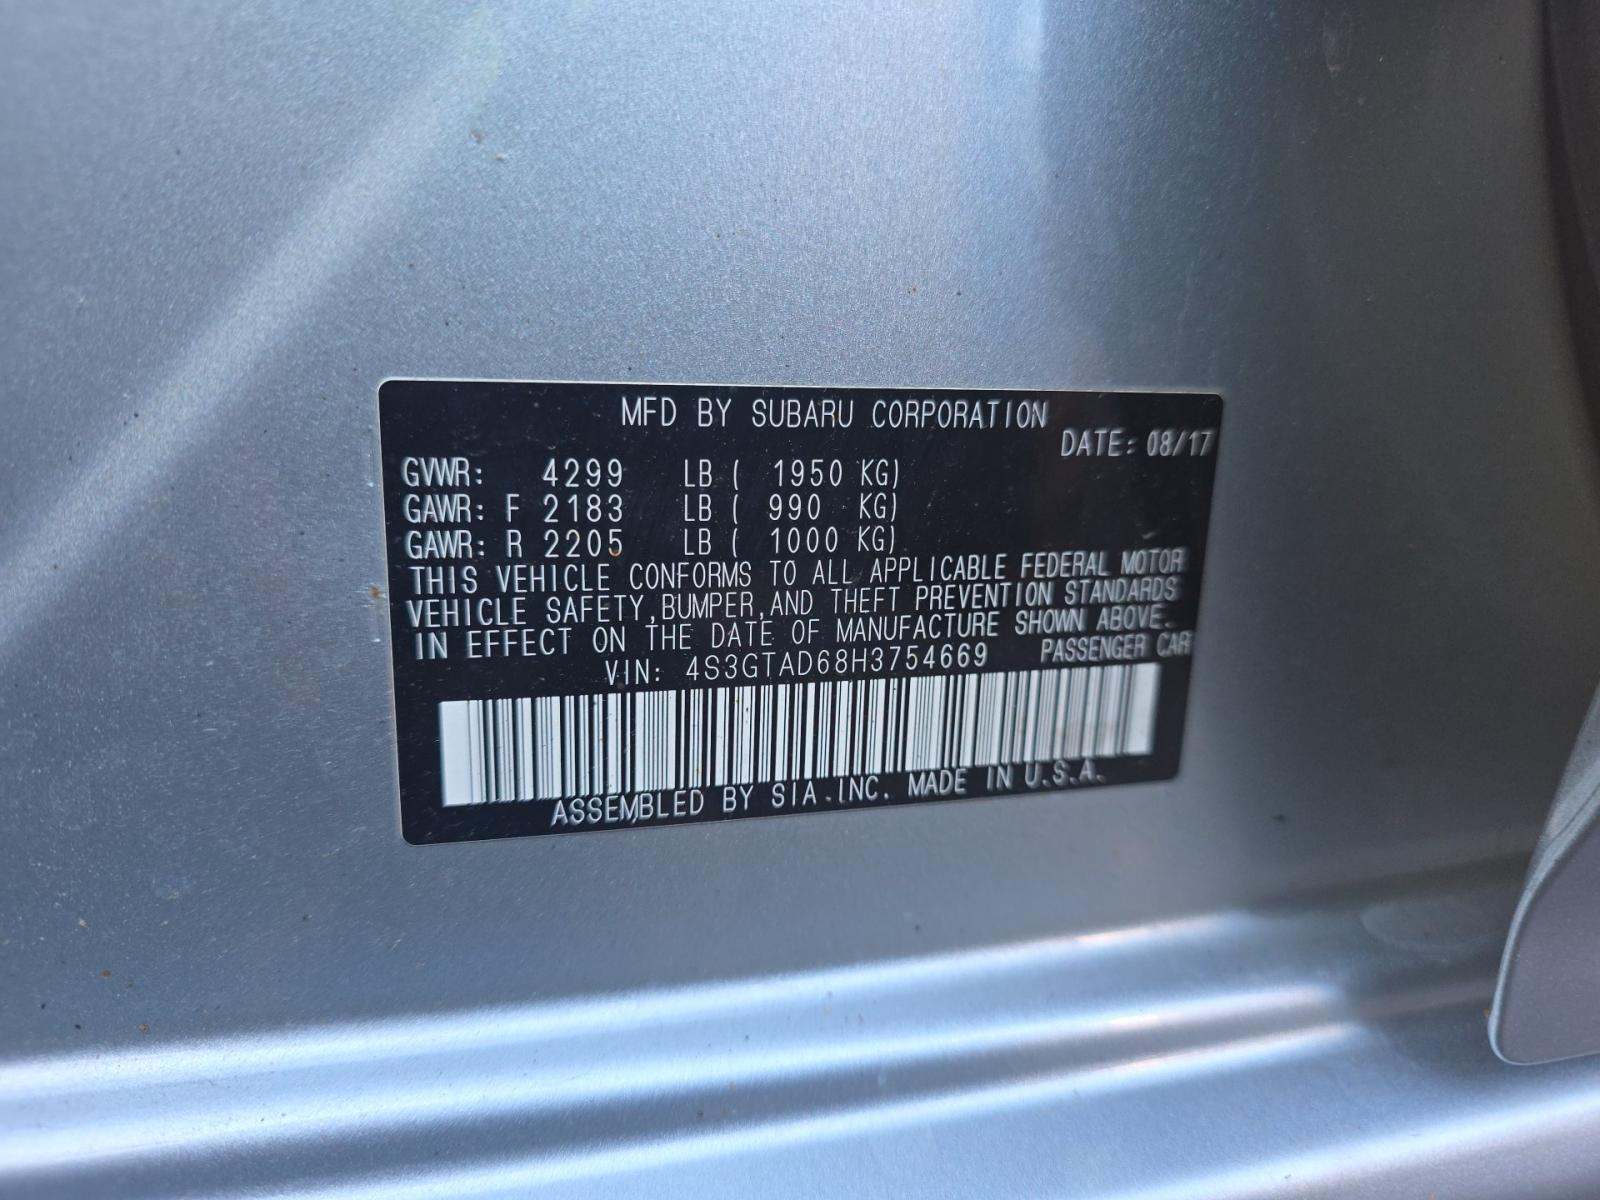 MFD BY SUBARU CORPORATION
DATE: 08/17
GVWR: 4299 LB ( 1950 KG)
GAWR: F 2183 LB ( 990 KG)
GAWR: R 2205 LB ( 1000 KG)
THIS VEHICLE CONFORMS TO ALL APPLICABLE FEDERAL MOTOR
VEHICLE SAFETY,BUMPER,AND THEFT PREVENTION STANDARDS
IN EFFECT ON THE DATE OF MANUFACTURE SHOWN ABOVE.
VIN: 4S3GTAD68H3754669 PASSENGER CAR
ASSEMBLED BY SIA.INC. MADE IN U.S.A.